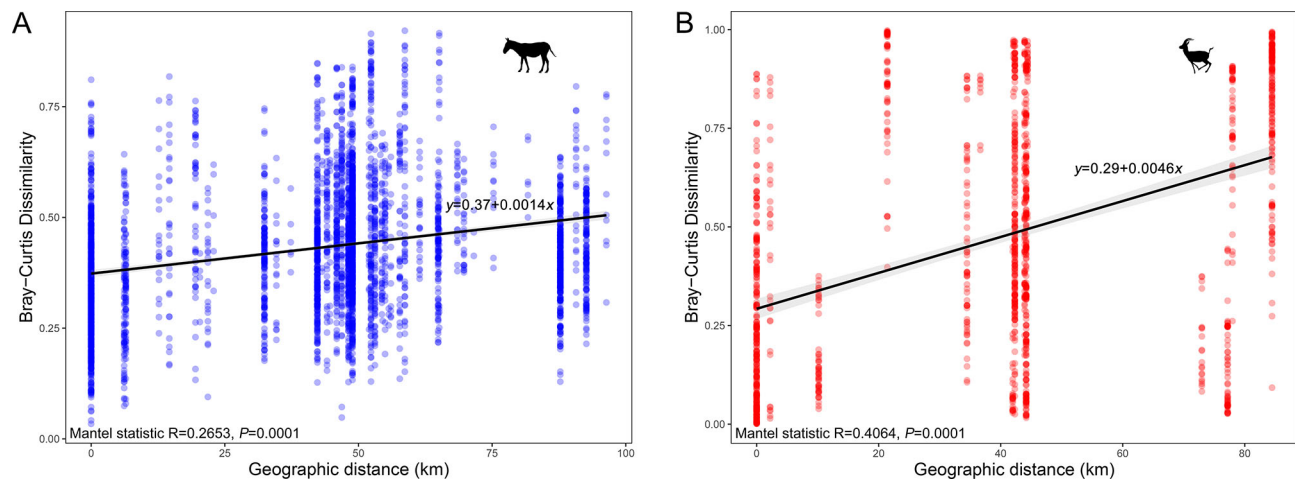 A
Bray−Curtis Dissimilarity
0.75
0.50
0.25
0.00
y=0.37+0.0014x
Mantel statistic R=0.2653, P=0.0001
0
25
50
75
100
Geographic distance (km)
B
Bray−Curtis Dissimilarity
1.00
0.75
0.50
0.25
0.00
y=0.29+0.0046x
Mantel statistic R=0.4064, P=0.0001
0
20
40
60
80
Geographic distance (km)